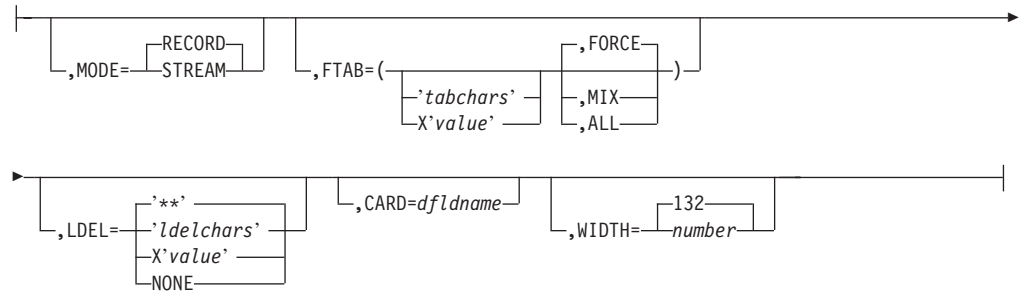 ,MODE= RECORD
STREAM
,FTAB=( 'tabchars'
X'value'
,FORCE
,MIX
,ALL
)
,LDEL= '**'
'ldelchars'
X'value'
NONE
,CARD=dfldname
,WIDTH= 132
number